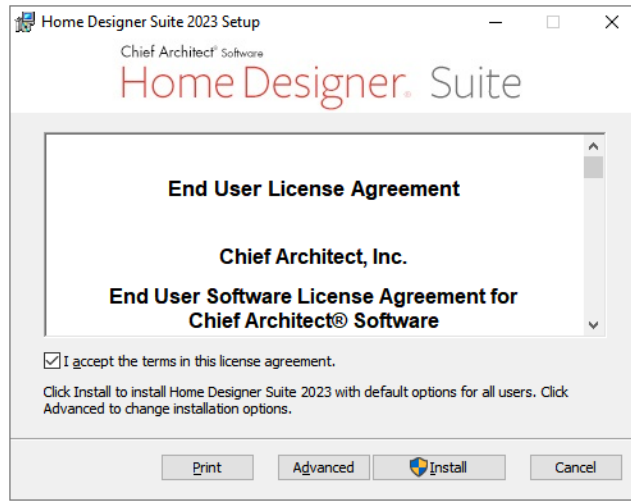 Home Designer Suite 2023 Setup
Chief Architect® Software
Home Designer® Suite
End User License Agreement
Chief Architect, Inc.
End User Software License Agreement for
Chief Architect® Software
I accept the terms in this license agreement.
Click Install to install Home Designer Suite 2023 with default options for all users. Click
Advanced to change installation options.
Print Advanced Install Cancel